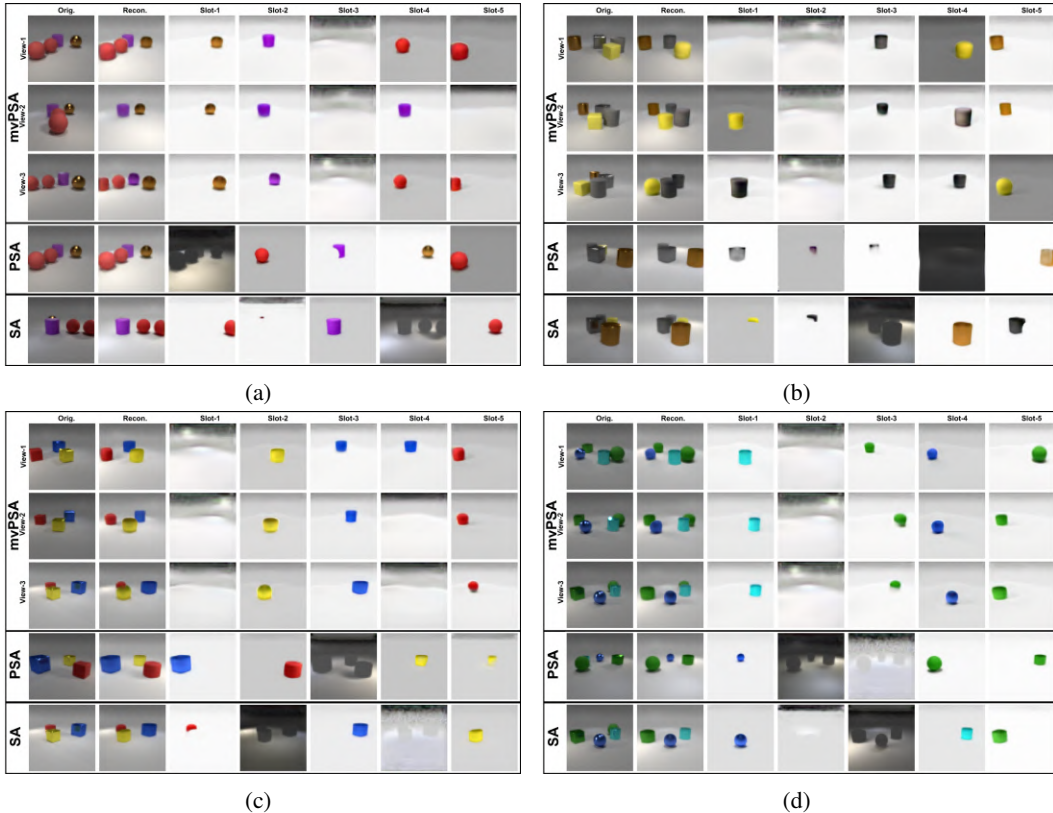 Orig. Recon. Slot-1 Slot-2 Slot-3 Slot-4 Slot-5
mvPSA
View-1
View-2
View-3
PSA
SA
(a)
Orig. Recon. Slot-1 Slot-2 Slot-3 Slot-4 Slot-5
mvPSA
View-1
View-2
View-3
PSA
SA
(b)
Orig. Recon. Slot-1 Slot-2 Slot-3 Slot-4 Slot-5
mvPSA
View-1
View-2
View-3
PSA
SA
(c)
Orig. Recon. Slot-1 Slot-2 Slot-3 Slot-4 Slot-5
mvPSA
View-1
View-2
View-3
PSA
SA
(d)